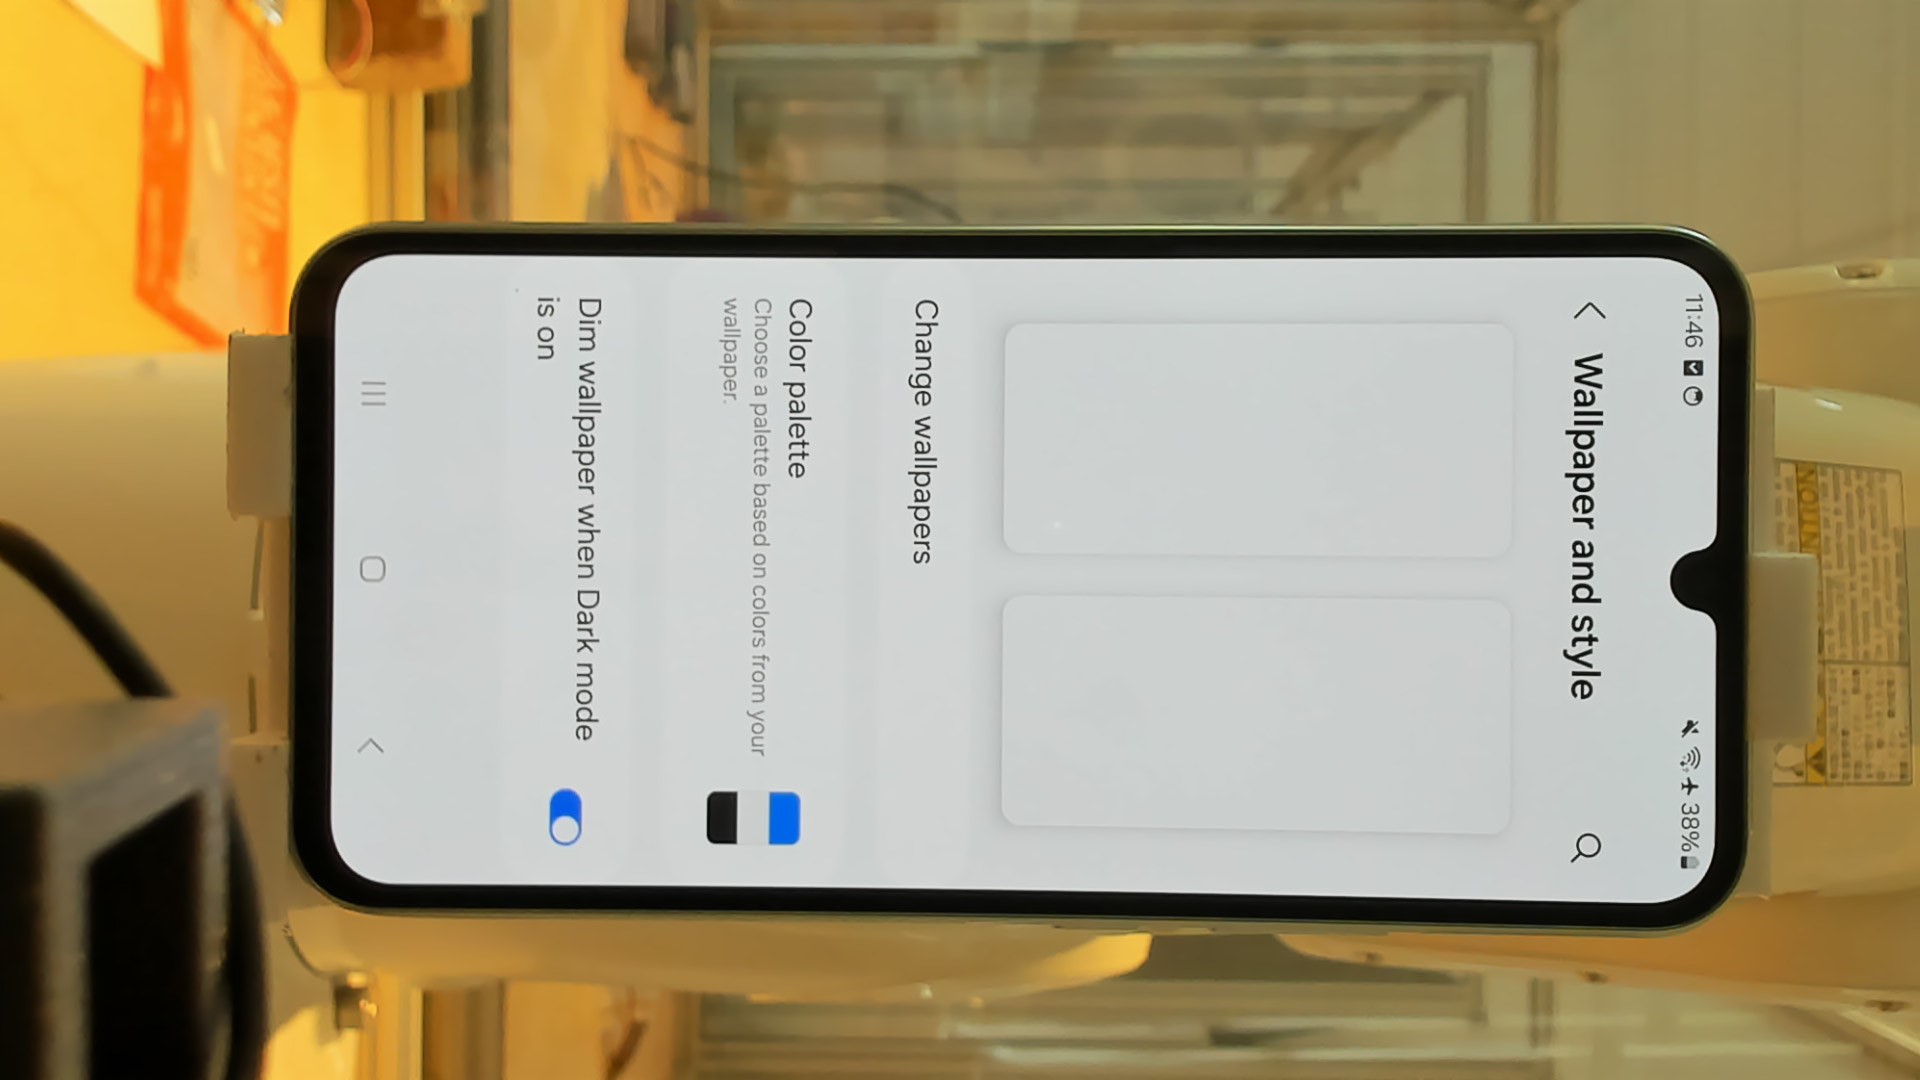 11:46
38%
Wallpaper and style
Change wallpapers
Color palette
Choose a palette based on colors from your
wallpaper.
Dim wallpaper when Dark mode
is on